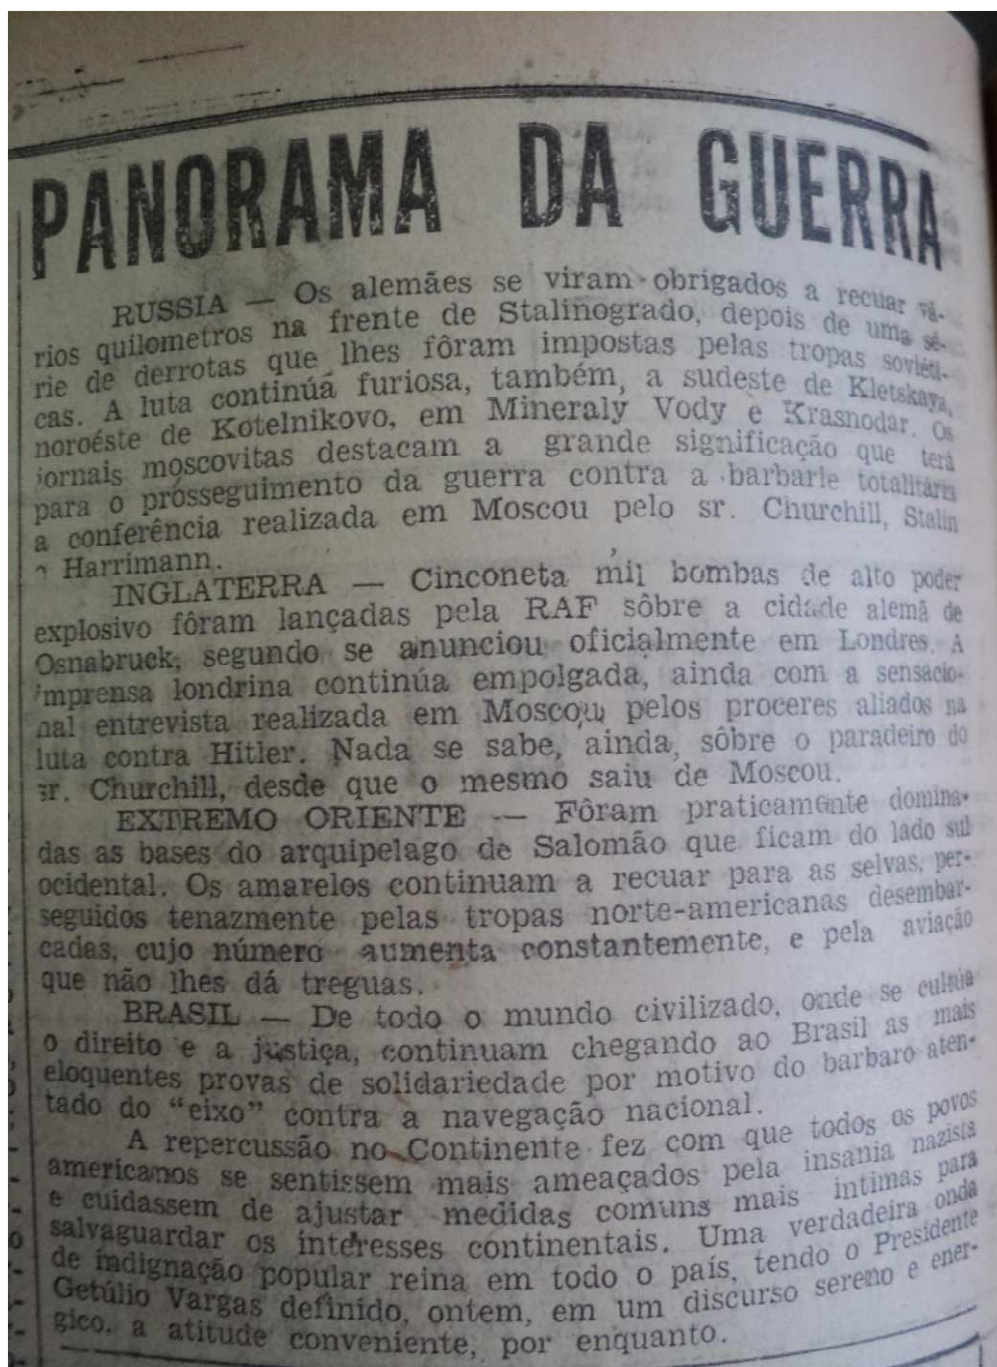 PANORAMA DA GUERRA
RUSSIA — Os alemães se viram obrigados a recuar vá-
rios quilometros na frente de Stalinogrado, depois de uma sé-
rie de derrotas que lhes fôram impostas pelas tropas soviéti-
cas. A luta continúa furiosa, também, a sudeste de Kletskaya,
noroéste de Kotelnikovo, em Mineraly Vody e Krasnodar. Os
jornais moscovitas destacam a grande significação que terá
para o prósseguimento da guerra contra a barbarie totalitária
a conferência realizada em Moscou pelo sr. Churchill, Stalin
e Harrimann.
INGLATERRA — Cinconeta mil bombas de alto poder
explosivo fôram lançadas pela RAF sôbre a cidade alemã de
Osnabruck, segundo se anunciou oficialmente em Londres. A
imprensa londrina continúa empolgada, ainda com a sensacio-
nal entrevista realizada em Moscou pelos proceres aliados na
luta contra Hitler. Nada se sabe, ainda, sôbre o paradeiro do
sr. Churchill, desde que o mesmo saiu de Moscou.
EXTREMO ORIENTE — Fôram praticamente domina-
das as bases do arquipelago de Salomão que ficam do lado sul
ocidental. Os amarelos continuam a recuar para as selvas, per-
seguidos tenazmente pelas tropas norte-americanas desembar-
cadas, cujo número aumenta constantemente, e pela aviação
que não lhes dá treguas.
BRASIL — De todo o mundo civilizado, onde se cultúa
o direito e a justiça, continuam chegando ao Brasil as mais
eloquentes provas de solidariedade por motivo do barbaro aten-
tado do "eixo" contra a navegação nacional.
A repercussão no Continente fez com que todos os povos
americanos se sentissem mais ameaçados pela insania nazista
e cuidassem de ajustar medidas comuns mais intimas para
salvaguardar os interesses continentais. Uma verdadeira onda
de indignação popular reina em todo o país, tendo o Presidente
Getúlio Vargas definido, ontem, em um discurso sereno e ener-
gico, a atitude conveniente, por enquanto.